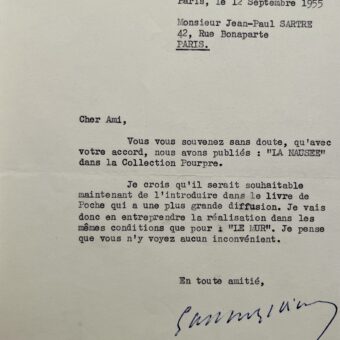 Paris, le 12 Septembre 1955
Monsieur Jean-Paul SARTRE
42, Rue Bonaparte
PARIS.
Cher Ami,
Vous vous souvenez sans doute, qu'avec
votre accord, nous avons publiés : "LA NAUSEE"
dans la Collection Pourpre.
Je crois qu'il serait souhaitable
maintenant de l'introduire dans le livre de
Poche qui a une plus grande diffusion. Je vais
donc en entreprendre la réalisation dans les
mêmes conditions que pour : "LE MUR". Je pense
que vous n'y voyez aucun inconvénient.
En toute amitié,